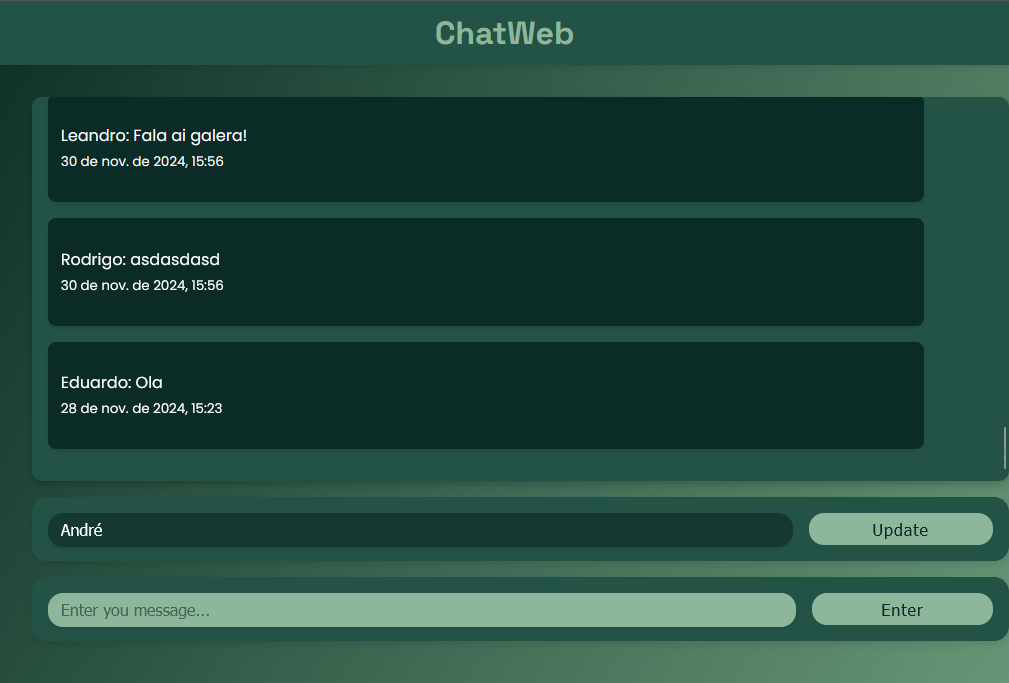 ChatWeb
Leandro: Fala ai galera!
30 de nov. de 2024, 15:56
Rodrigo: asdasdasd
30 de nov. de 2024, 15:56
Eduardo: Ola
28 de nov. de 2024, 15:23
André
Update
Enter you message...
Enter